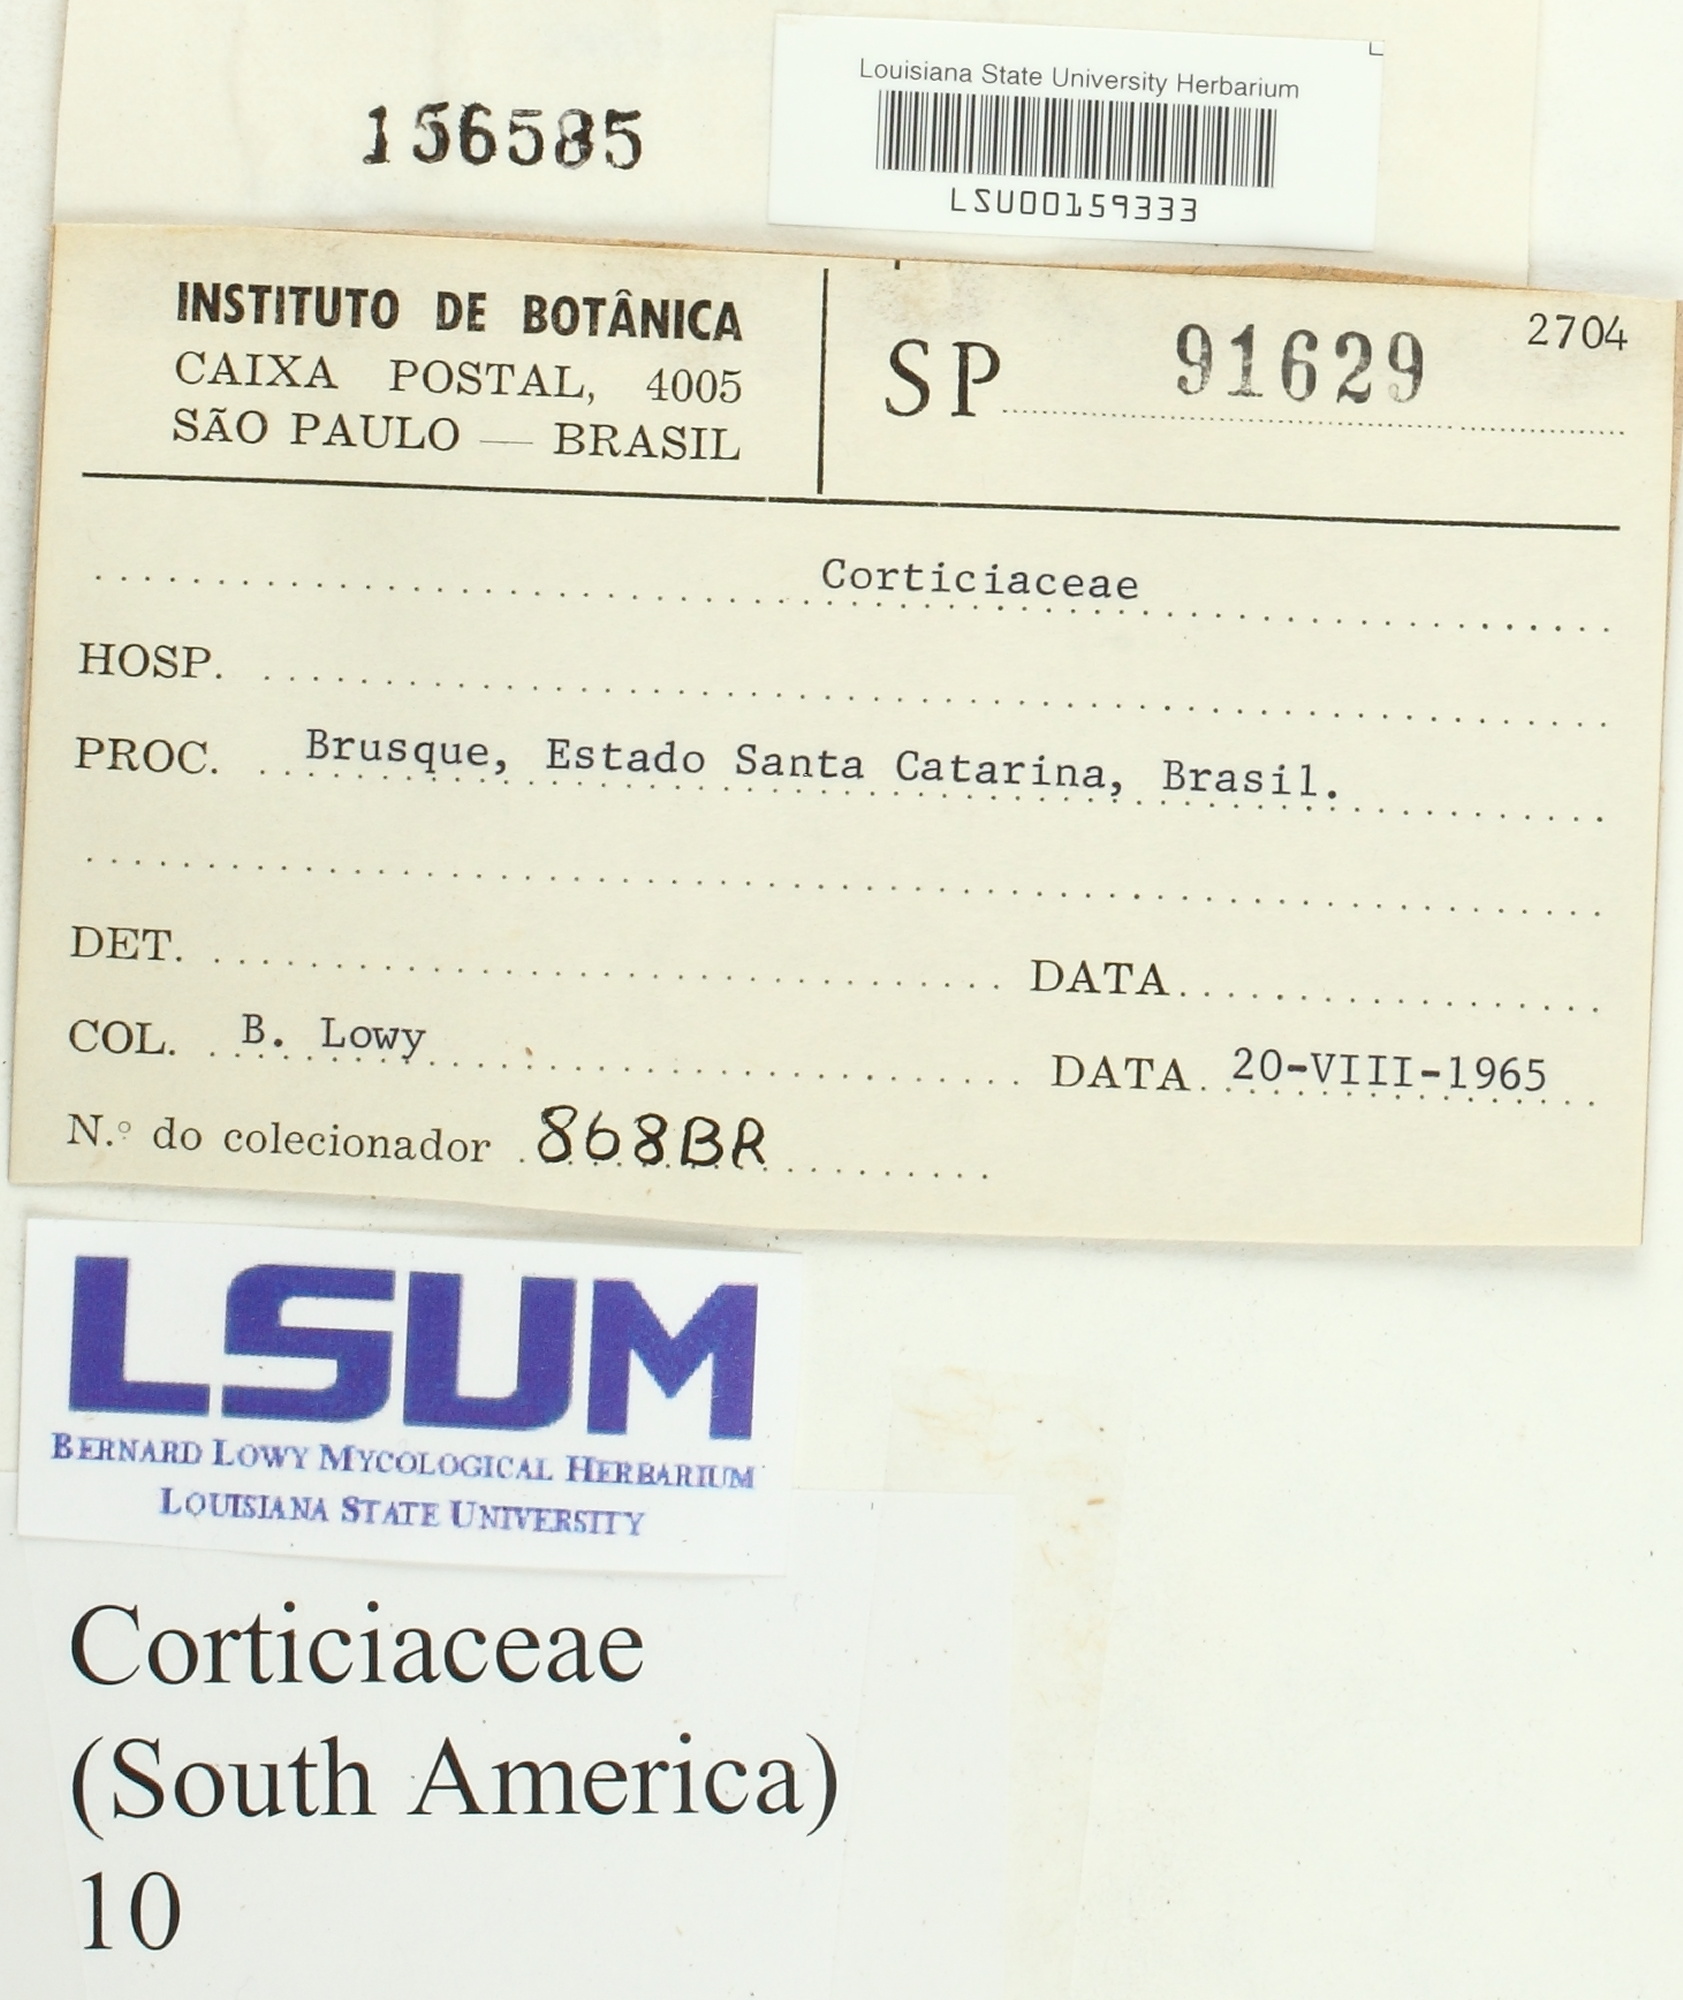 156585
Louisiana State University Herbarium
LSU00159333
INSTITUTO DE BOTÂNICA
CAIXA POSTAL, 4005
SÃO PAULO — BRASIL
SP 91629
2704
Corticiaceae
HOSP.
PROC. Brusque, Estado Santa Catarina, Brasil.
DET. DATA
COL. B. Lowy DATA 20-VIII-1965
N.º do colecionador 868BR
LSUM
BERNARD LOWY MYCOLOGICAL HERBARIUM
LOUISIANA STATE UNIVERSITY
Corticiaceae
(South America)
10